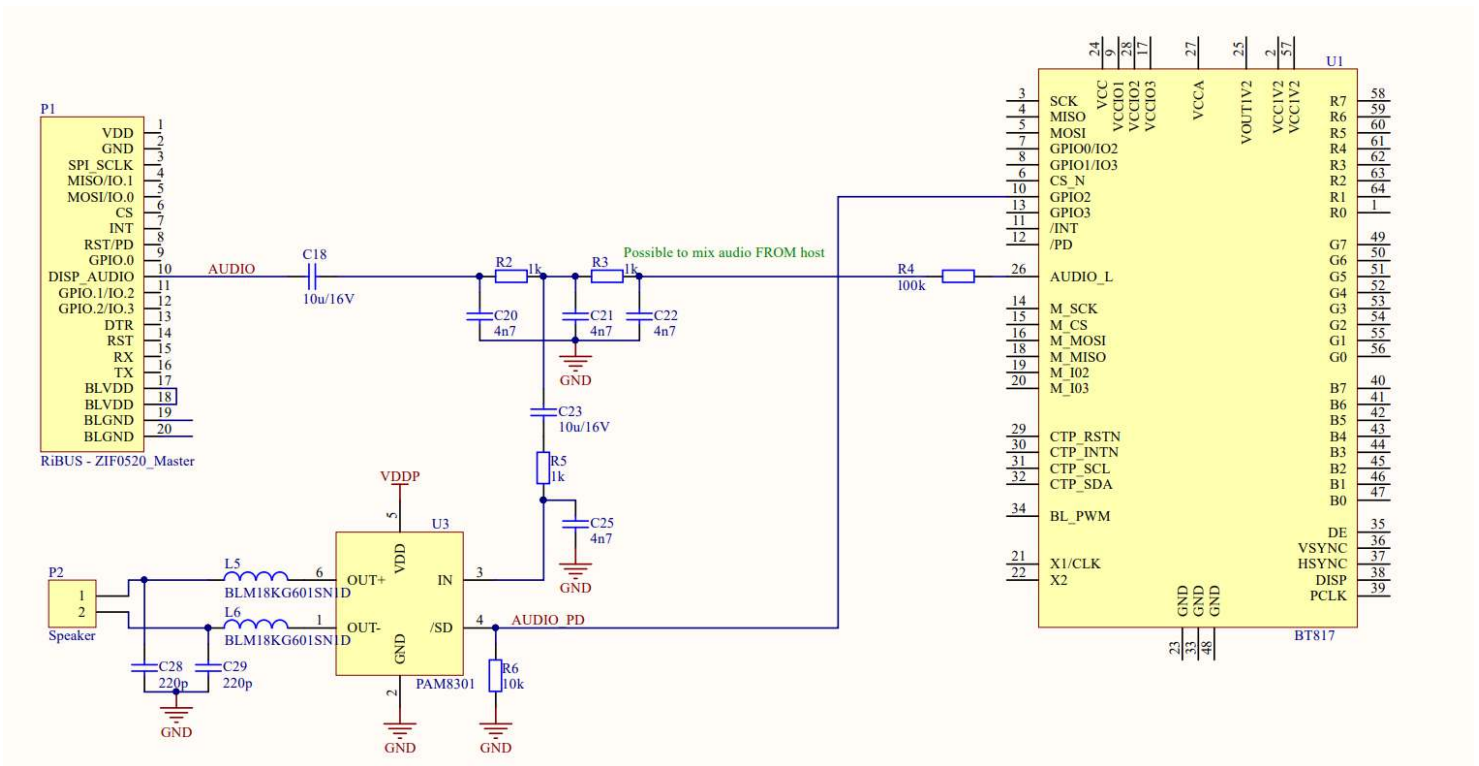 P1
VDD 1
GND 2
SPI_SCLK 3
MISO/IO.1 4
MOSI/IO.0 5
CS 6
INT 7
RST/PD 8
GPIO.0 9
DISP_AUDIO 10
GPIO.1/IO.2 11
GPIO.2/IO.3 12
DTR 13
RST 14
RX 15
TX 16
BLVDD 17
BLVDD 18
BLGND 19
BLGND 20
RiBUS - ZIF0520_Master
AUDIO
C18
10u/16V
R2
1k
R3
1k
Possible to mix audio FROM host
R4
100k
C20
4n7
C21
4n7
C22
4n7
GND
C23
10u/16V
R5
1k
C25
4n7
GND
VDDP
U3
5
VDD
6 OUT+
1 OUT-
IN 3
/SD 4
GND
2
PAM8301
GND
AUDIO_PD
R6
10k
GND
P2
1
2
Speaker
L5
BLM18KG601SN1D
L6
BLM18KG601SN1D
C28
220p
C29
220p
GND
U1
24 VCC
9 VCCIO1
28 VCCIO2
17 VCCIO3
27 VCCA
25 VOUT1V2
2 VCC1V2
57 VCC1V2
3 SCK
4 MISO
5 MOSI
7 GPIO0/IO2
8 GPIO1/IO3
6 CS_N
10 GPIO2
13 GPIO3
11 /INT
12 /PD
26 AUDIO_L
14 M_SCK
15 M_CS
16 M_MOSI
18 M_MISO
19 M_I02
20 M_I03
29 CTP_RSTN
30 CTP_INTN
31 CTP_SCL
32 CTP_SDA
34 BL_PWM
21 X1/CLK
22 X2
R7 58
R6 59
R5 60
R4 61
R3 62
R2 63
R1 64
R0 1
G7 49
G6 50
G5 51
G4 52
G3 53
G2 54
G1 55
G0 56
B7 40
B6 41
B5 42
B4 43
B3 44
B2 45
B1 46
B0 47
DE 35
VSYNC 36
HSYNC 37
DISP 38
PCLK 39
GND 23
GND 33
GND 48
BT817